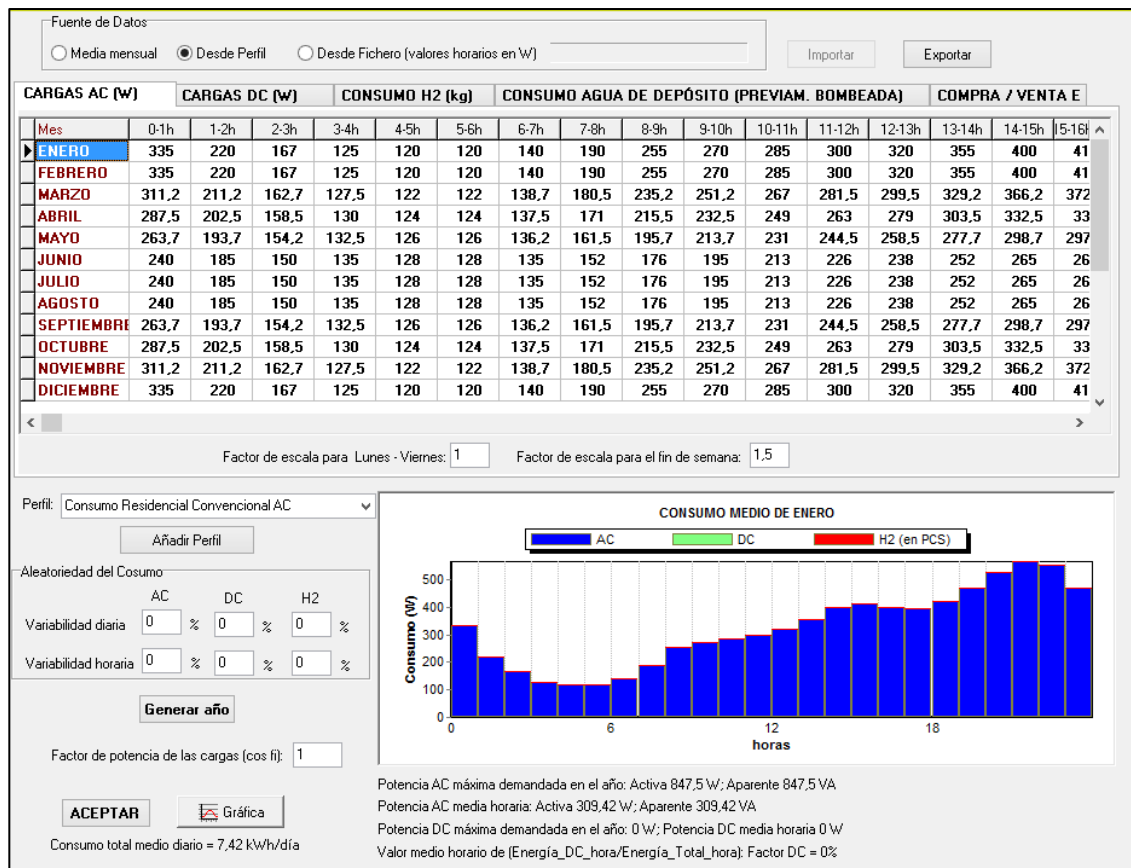 Fuente de Datos
Media mensual Desde Perfil Desde Fichero (valores horarios en W) Importar Exportar
CARGAS AC (W) CARGAS DC (W) CONSUMO H2 (kg) CONSUMO AGUA DE DEPÓSITO (PREVIAM. BOMBEADA) COMPRA / VENTA E
Mes 0-1h 1-2h 2-3h 3-4h 4-5h 5-6h 6-7h 7-8h 8-9h 9-10h 10-11h 11-12h 12-13h 13-14h 14-15h 15-16h
ENERO 335 220 167 125 120 120 140 190 255 270 285 300 320 355 400 41
FEBRERO 335 220 167 125 120 120 140 190 255 270 285 300 320 355 400 41
MARZO 311,2 211,2 162,7 127,5 122 122 138,7 180,5 235,2 251,2 267 281,5 299,5 329,2 366,2 372
ABRIL 287,5 202,5 158,5 130 124 124 137,5 171 215,5 232,5 249 263 279 303,5 332,5 33
MAYO 263,7 193,7 154,2 132,5 126 126 136,2 161,5 195,7 213,7 231 244,5 258,5 277,7 298,7 297
JUNIO 240 185 150 135 128 128 135 152 176 195 213 226 238 252 265 26
JULIO 240 185 150 135 128 128 135 152 176 195 213 226 238 252 265 26
AGOSTO 240 185 150 135 128 128 135 152 176 195 213 226 238 252 265 26
SEPTIEMBRE 263,7 193,7 154,2 132,5 126 126 136,2 161,5 195,7 213,7 231 244,5 258,5 277,7 298,7 297
OCTUBRE 287,5 202,5 158,5 130 124 124 137,5 171 215,5 232,5 249 263 279 303,5 332,5 33
NOVIEMBRE 311,2 211,2 162,7 127,5 122 122 138,7 180,5 235,2 251,2 267 281,5 299,5 329,2 366,2 372
DICIEMBRE 335 220 167 125 120 120 140 190 255 270 285 300 320 355 400 41
Factor de escala para Lunes - Viernes: 1 Factor de escala para el fin de semana: 1,5
Perfil: Consumo Residencial Convencional AC
Añadir Perfil
Aleatoriedad del Cosumo
AC DC H2
Variabilidad diaria 0 % 0 % 0 %
Variabilidad horaria 0 % 0 % 0 %
Generar año
Factor de potencia de las cargas (cos fi): 1
ACEPTAR Gráfica
Consumo total medio diario = 7,42 kWh/día
CONSUMO MEDIO DE ENERO
AC DC H2 (en PCS)
Consumo (W)
500
400
300
200
100
0
0 6 12 18
horas
Potencia AC máxima demandada en el año: Activa 847,5 W; Aparente 847,5 VA
Potencia AC media horaria: Activa 309,42 W; Aparente 309,42 VA
Potencia DC máxima demandada en el año: 0 W; Potencia DC media horaria 0 W
Valor medio horario de (Energía_DC_hora/Energía_Total_hora): Factor DC = 0%